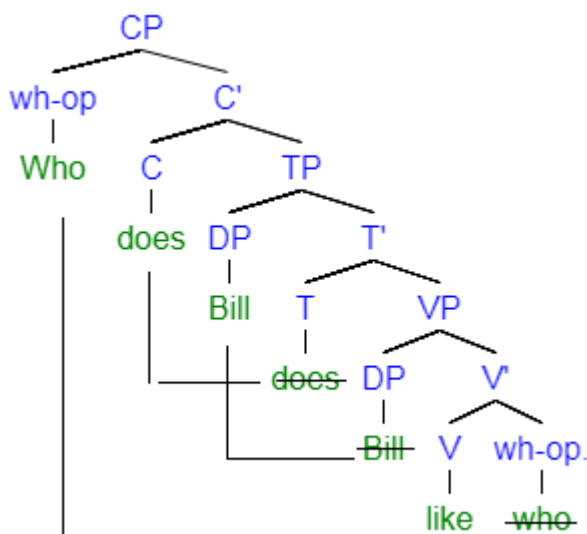 CP
wh-op C'
Who C TP
does DP T'
Bill T VP
does DP V'
Bill V wh-op.
like who